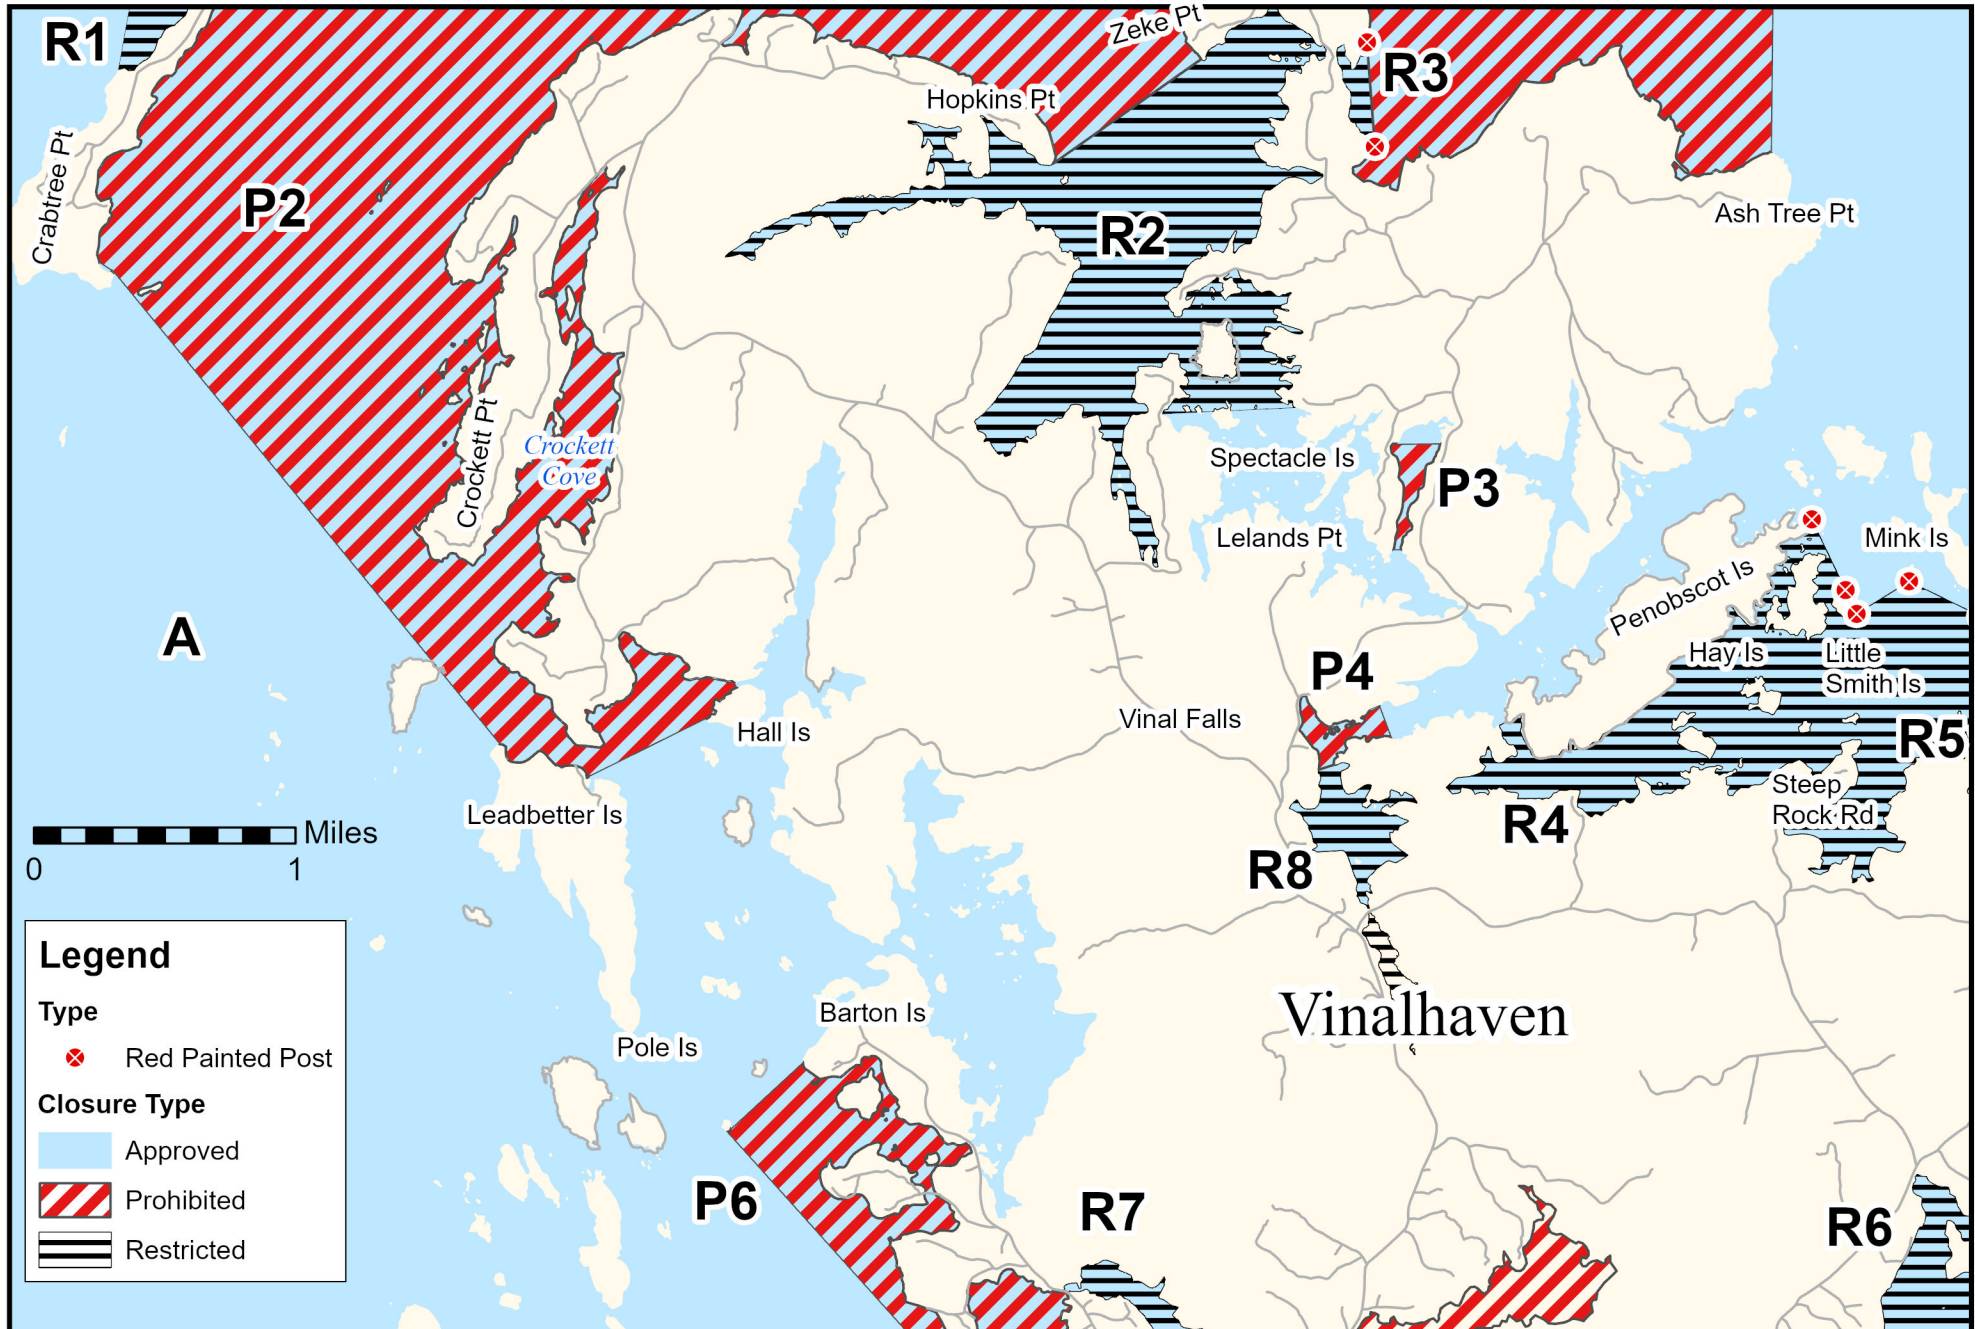 R1
Zeke Pt
R3
Hopkins Pt
Crabtree Pt
P2
R2
Ash Tree Pt
Crockett Pt
Crockett
Cove
Spectacle Is
P3
Lelands Pt
Mink Is
Penobscot Is
A
Hay Is
Little
Smith Is
P4
Vinal Falls
Hall Is
R5
Steep
Rock Rd
Leadbetter Is
R4
Miles
0
1
R8
Legend
Type
Red Painted Post
Closure Type
Approved
Prohibited
Restricted
Barton Is
Vinalhaven
Pole Is
P6
R7
R6